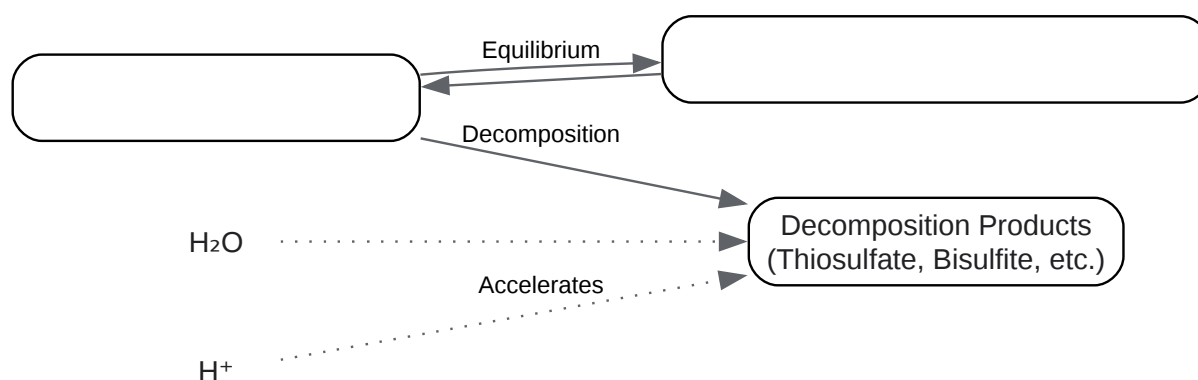 Equilibrium
Decomposition
Decomposition Products
(Thiosulfate, Bisulfite, etc.)
H₂O
Accelerates
H⁺